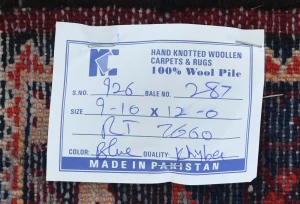 HAND KNOTTED WOOLLEN
CARPETS & RUGS
100% Wool Pile
S.NO. 926 BALE NO. 287
SIZE 9-10 x 12-0
RT 7660
COLOR: Blue QUALITY: Khyber
MADE IN PAKISTAN